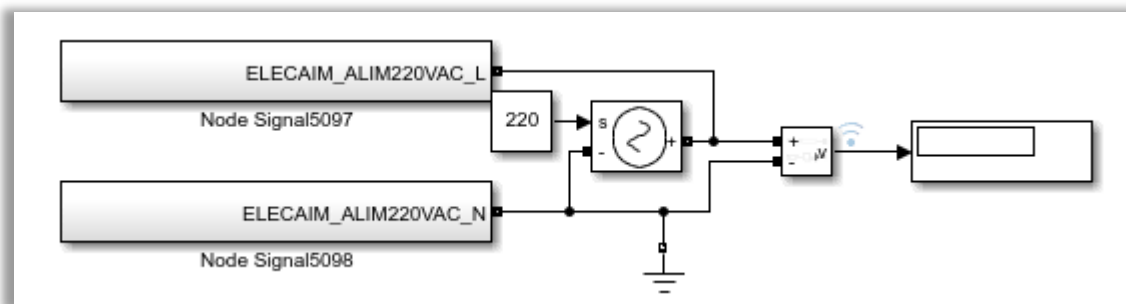 ELECAIM_ALIM220VAC_L
Node Signal5097
220
s
-
+
+
-
V
ELECAIM_ALIM220VAC_N
Node Signal5098